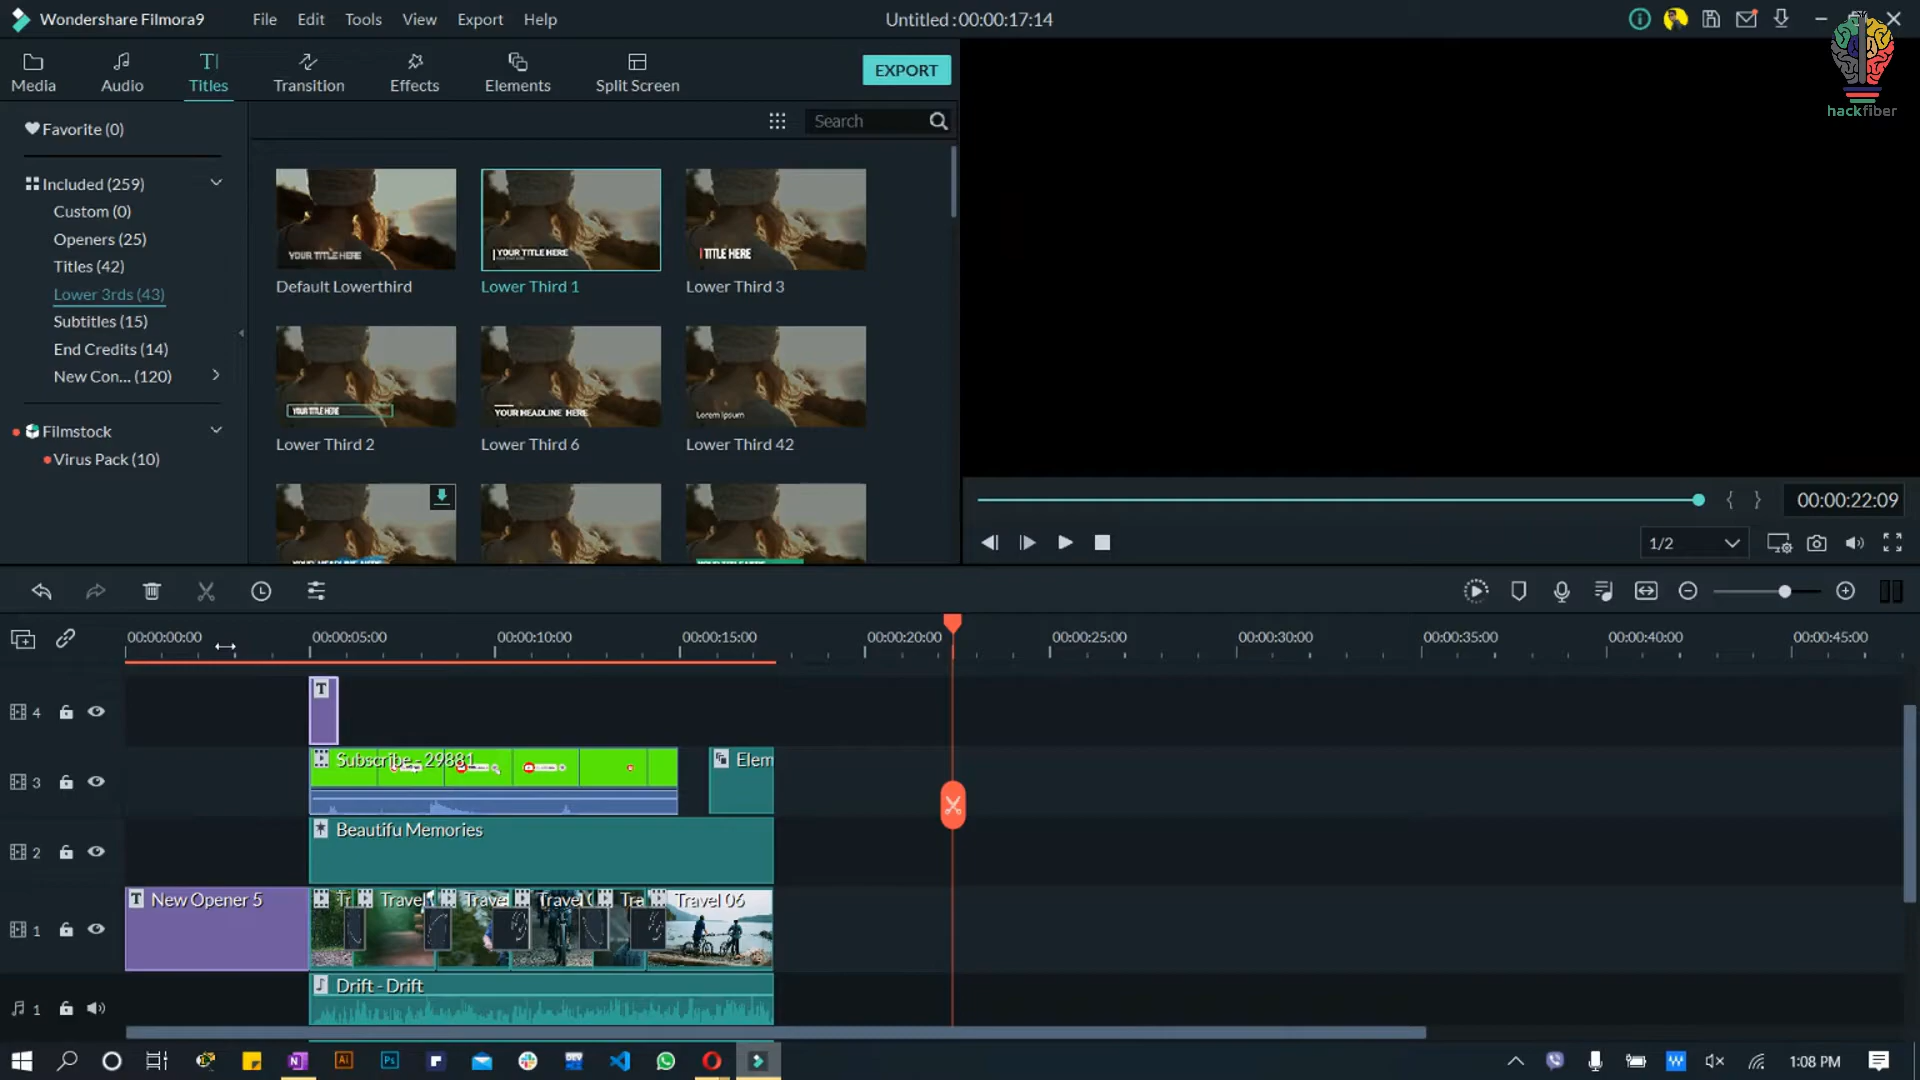 Wondershare Filmora9
File Edit Tools View Export Help
Untitled : 00:00:17:14
hackfiber
Media Audio Titles Transition Effects Elements Split Screen
EXPORT
Favorite (0)
Search
Included (259)
Custom (0)
Openers (25)
Titles (42)
Lower 3rds (43)
Subtitles (15)
End Credits (14)
New Con... (120)
Filmstock
Virus Pack (10)
YOUR TITLE HERE
YOUR TITLE HERE
TITLE HERE
Default Lowerthird
Lower Third 1
Lower Third 3
YOUR TITLE HERE
YOUR HEADLINE HERE
Lorem Ipsum
Lower Third 2
Lower Third 6
Lower Third 42
00:00:22:09
1/2
00:00:00:00 00:00:05:00 00:00:10:00 00:00:15:00 00:00:20:00 00:00:25:00 00:00:30:00 00:00:35:00 00:00:40:00 00:00:45:00
4
T
3
Subscribe - 29881
Elem
2
Beautifu Memories
1
T New Opener 5
Tr Travel Travel Travel Tra Travel 06
1
Drift - Drift
1:08 PM